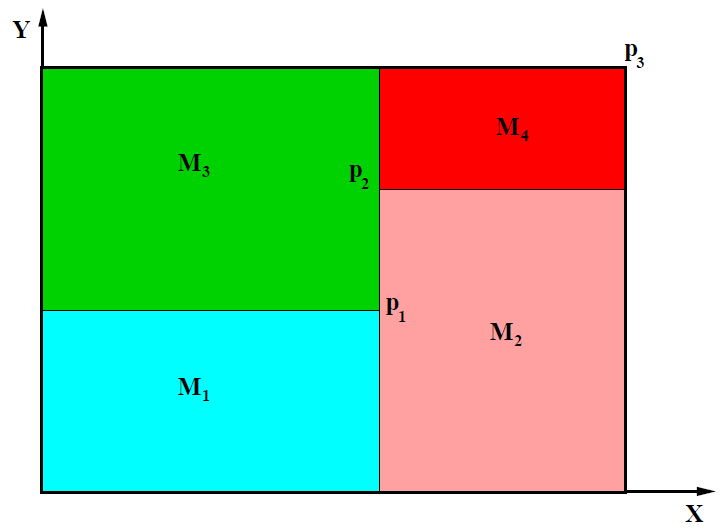 Y
p₃
M₄
M₃
p₂
p₁
M₂
M₁
X